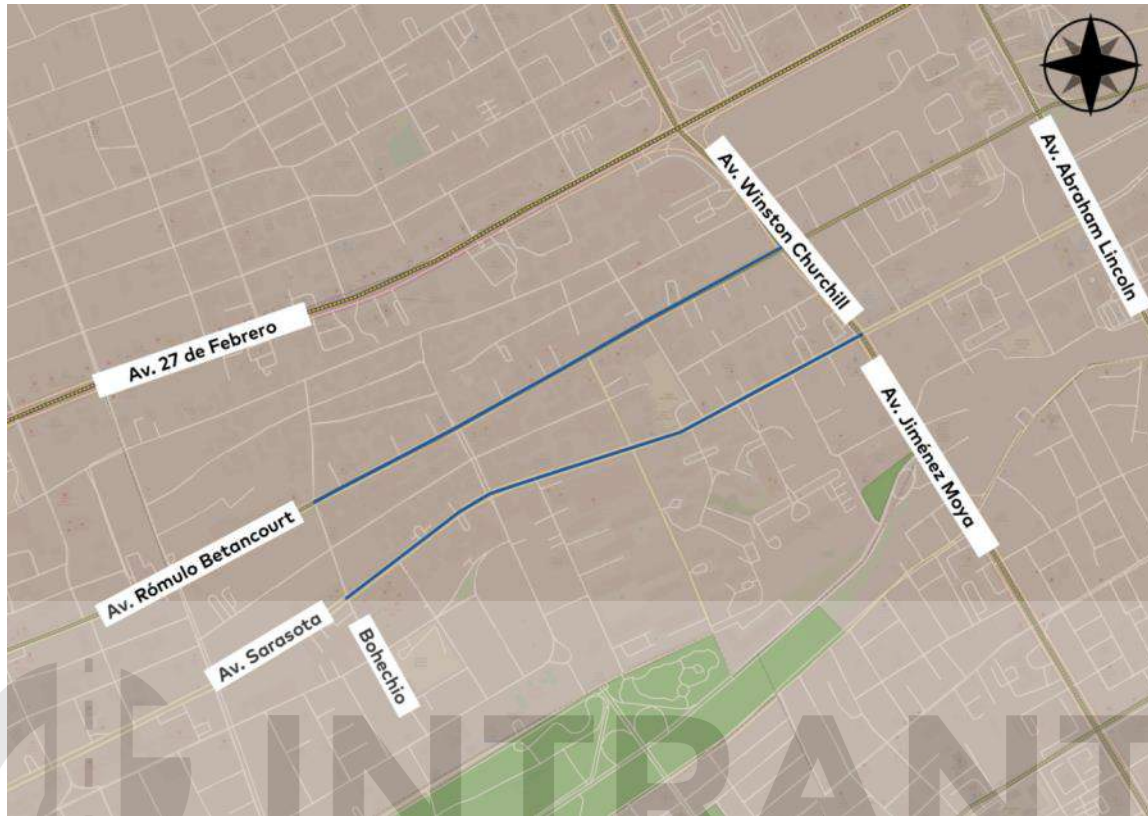 Av. Winston Churchill
Av. Abraham Lincoln
Av. 27 de Febrero
Av. Jiménez Moya
Av. Rómulo Betancourt
Av. Sarasota
Bohechio
INTRANT